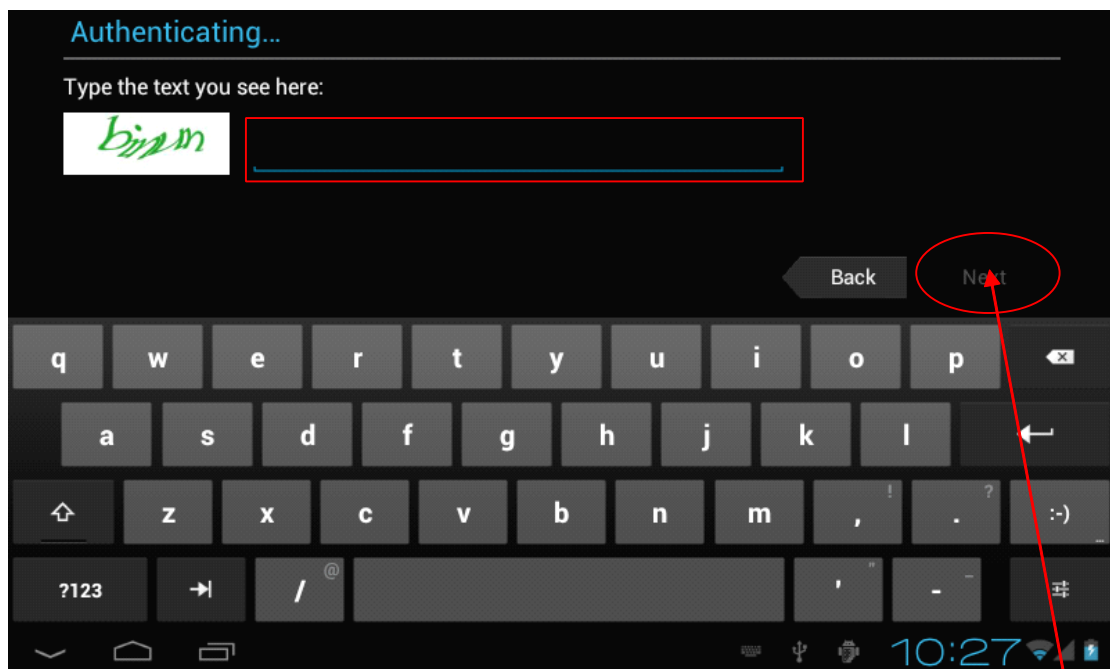 Authenticating...
Type the text you see here:
Back Next
q w e r t y u i o p
a s d f g h j k l
z x c v b n m ! , ? . :-) ...
?123 / @ ' " - _
10:27